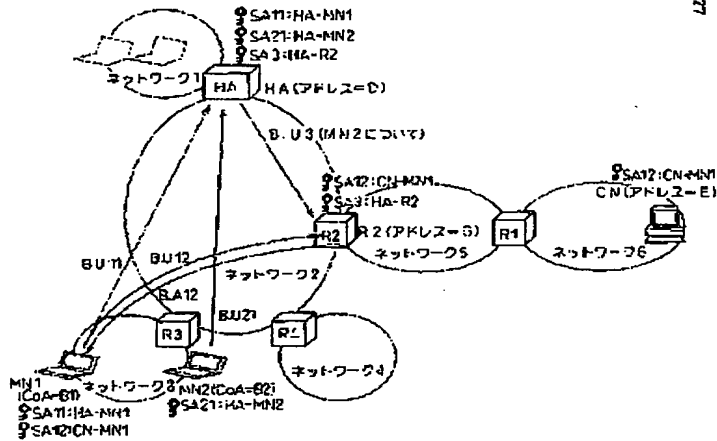 77
SA11:HA-MN1
SA21:HA-MN2
SA3:HA-R2
ネットワーク1
HA
HA(アドレス=D)
B.U3(MN2について)
SA12:CN-MN1
SA3:HA-R2
SA12:CN-MN1
CN(アドレス=E)
R2
R2(アドレス=G)
R1
ネットワーク5
ネットワーク6
B.U11
B.U12
ネットワーク2
B.A12
B.U21
R3
R4
ネットワーク3
ネットワーク4
MN1
(CoA=B1)
SA11:HA-MN1
SA12:CN-MN1
MN2(CoA=B2)
SA21:HA-MN2